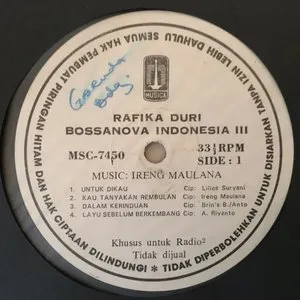 SEMUA HAK PEMBUAT PIRINGAN HITAM DAN HAK CIPTAAN DILINDUNGI * TIDAK DIPERBOLEHKAN UNTUK DISIARKAN TANPA IZIN LEBIH DAHULU
MUSICA
RAFIKA DURI
BOSSANOVA INDONESIA III
MSC-7450
33⅓ RPM
SIDE : 1
MUSIC: IRENG MAULANA
1. UNTUK DIKAU Cip: Lilies Suryani
2. KAU TANYAKAN REMBULAN Cip: Ireng Maulana
3. DALAM KERINDUAN Cip: Brin's B./Anto
4. LAYU SEBELUM BERKEMBANG Cip: A. Riyanto
Khusus untuk Radio²
Tidak dijual